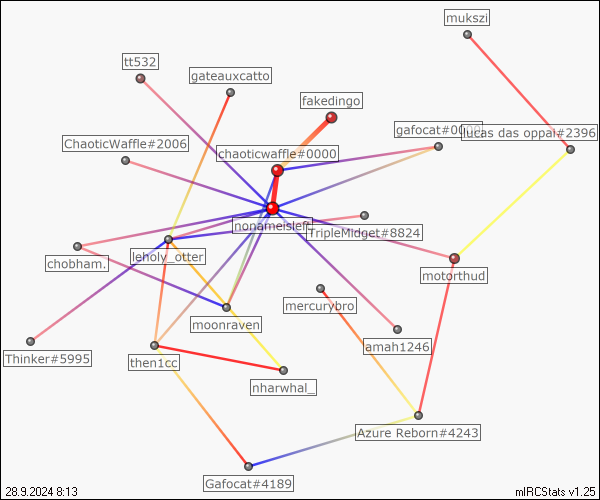 mukszi
tt532
gateauxcatto
fakedingo
gafocat#0000
lucas das oppai#2396
ChaoticWaffle#2006
chaoticwaffle#0000
nonameisleft
TripleMidget#8824
leholy_otter
chobham.
motorthud
mercurybro
moonraven
amah1246
Thinker#5995
then1cc
nharwhal_
Azure Reborn#4243
Gafocat#4189
28.9.2024 8:13
mIRCStats v1.25